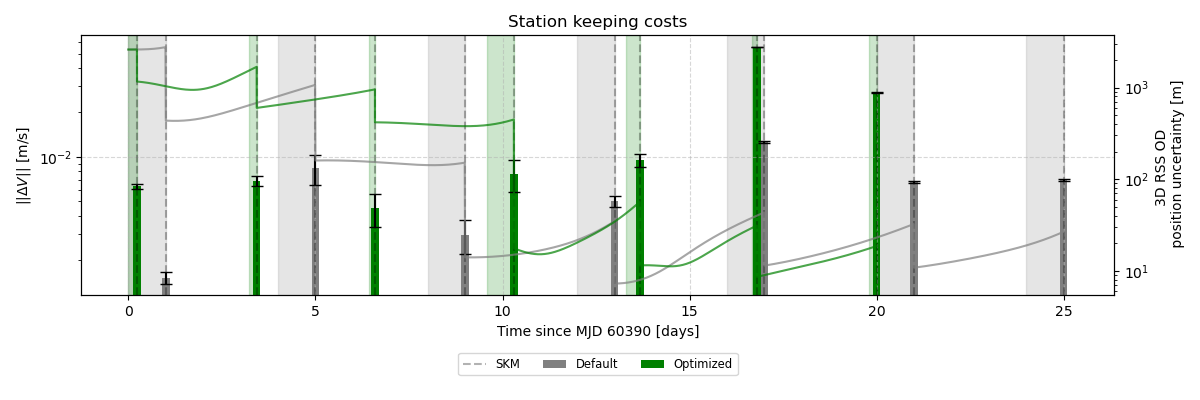 Station keeping costs
||ΔV|| [m/s]
10⁻²
10³
10²
10¹
3D RSS OD
position uncertainty [m]
0 5 10 15 20 25
Time since MJD 60390 [days]
SKM Default Optimized